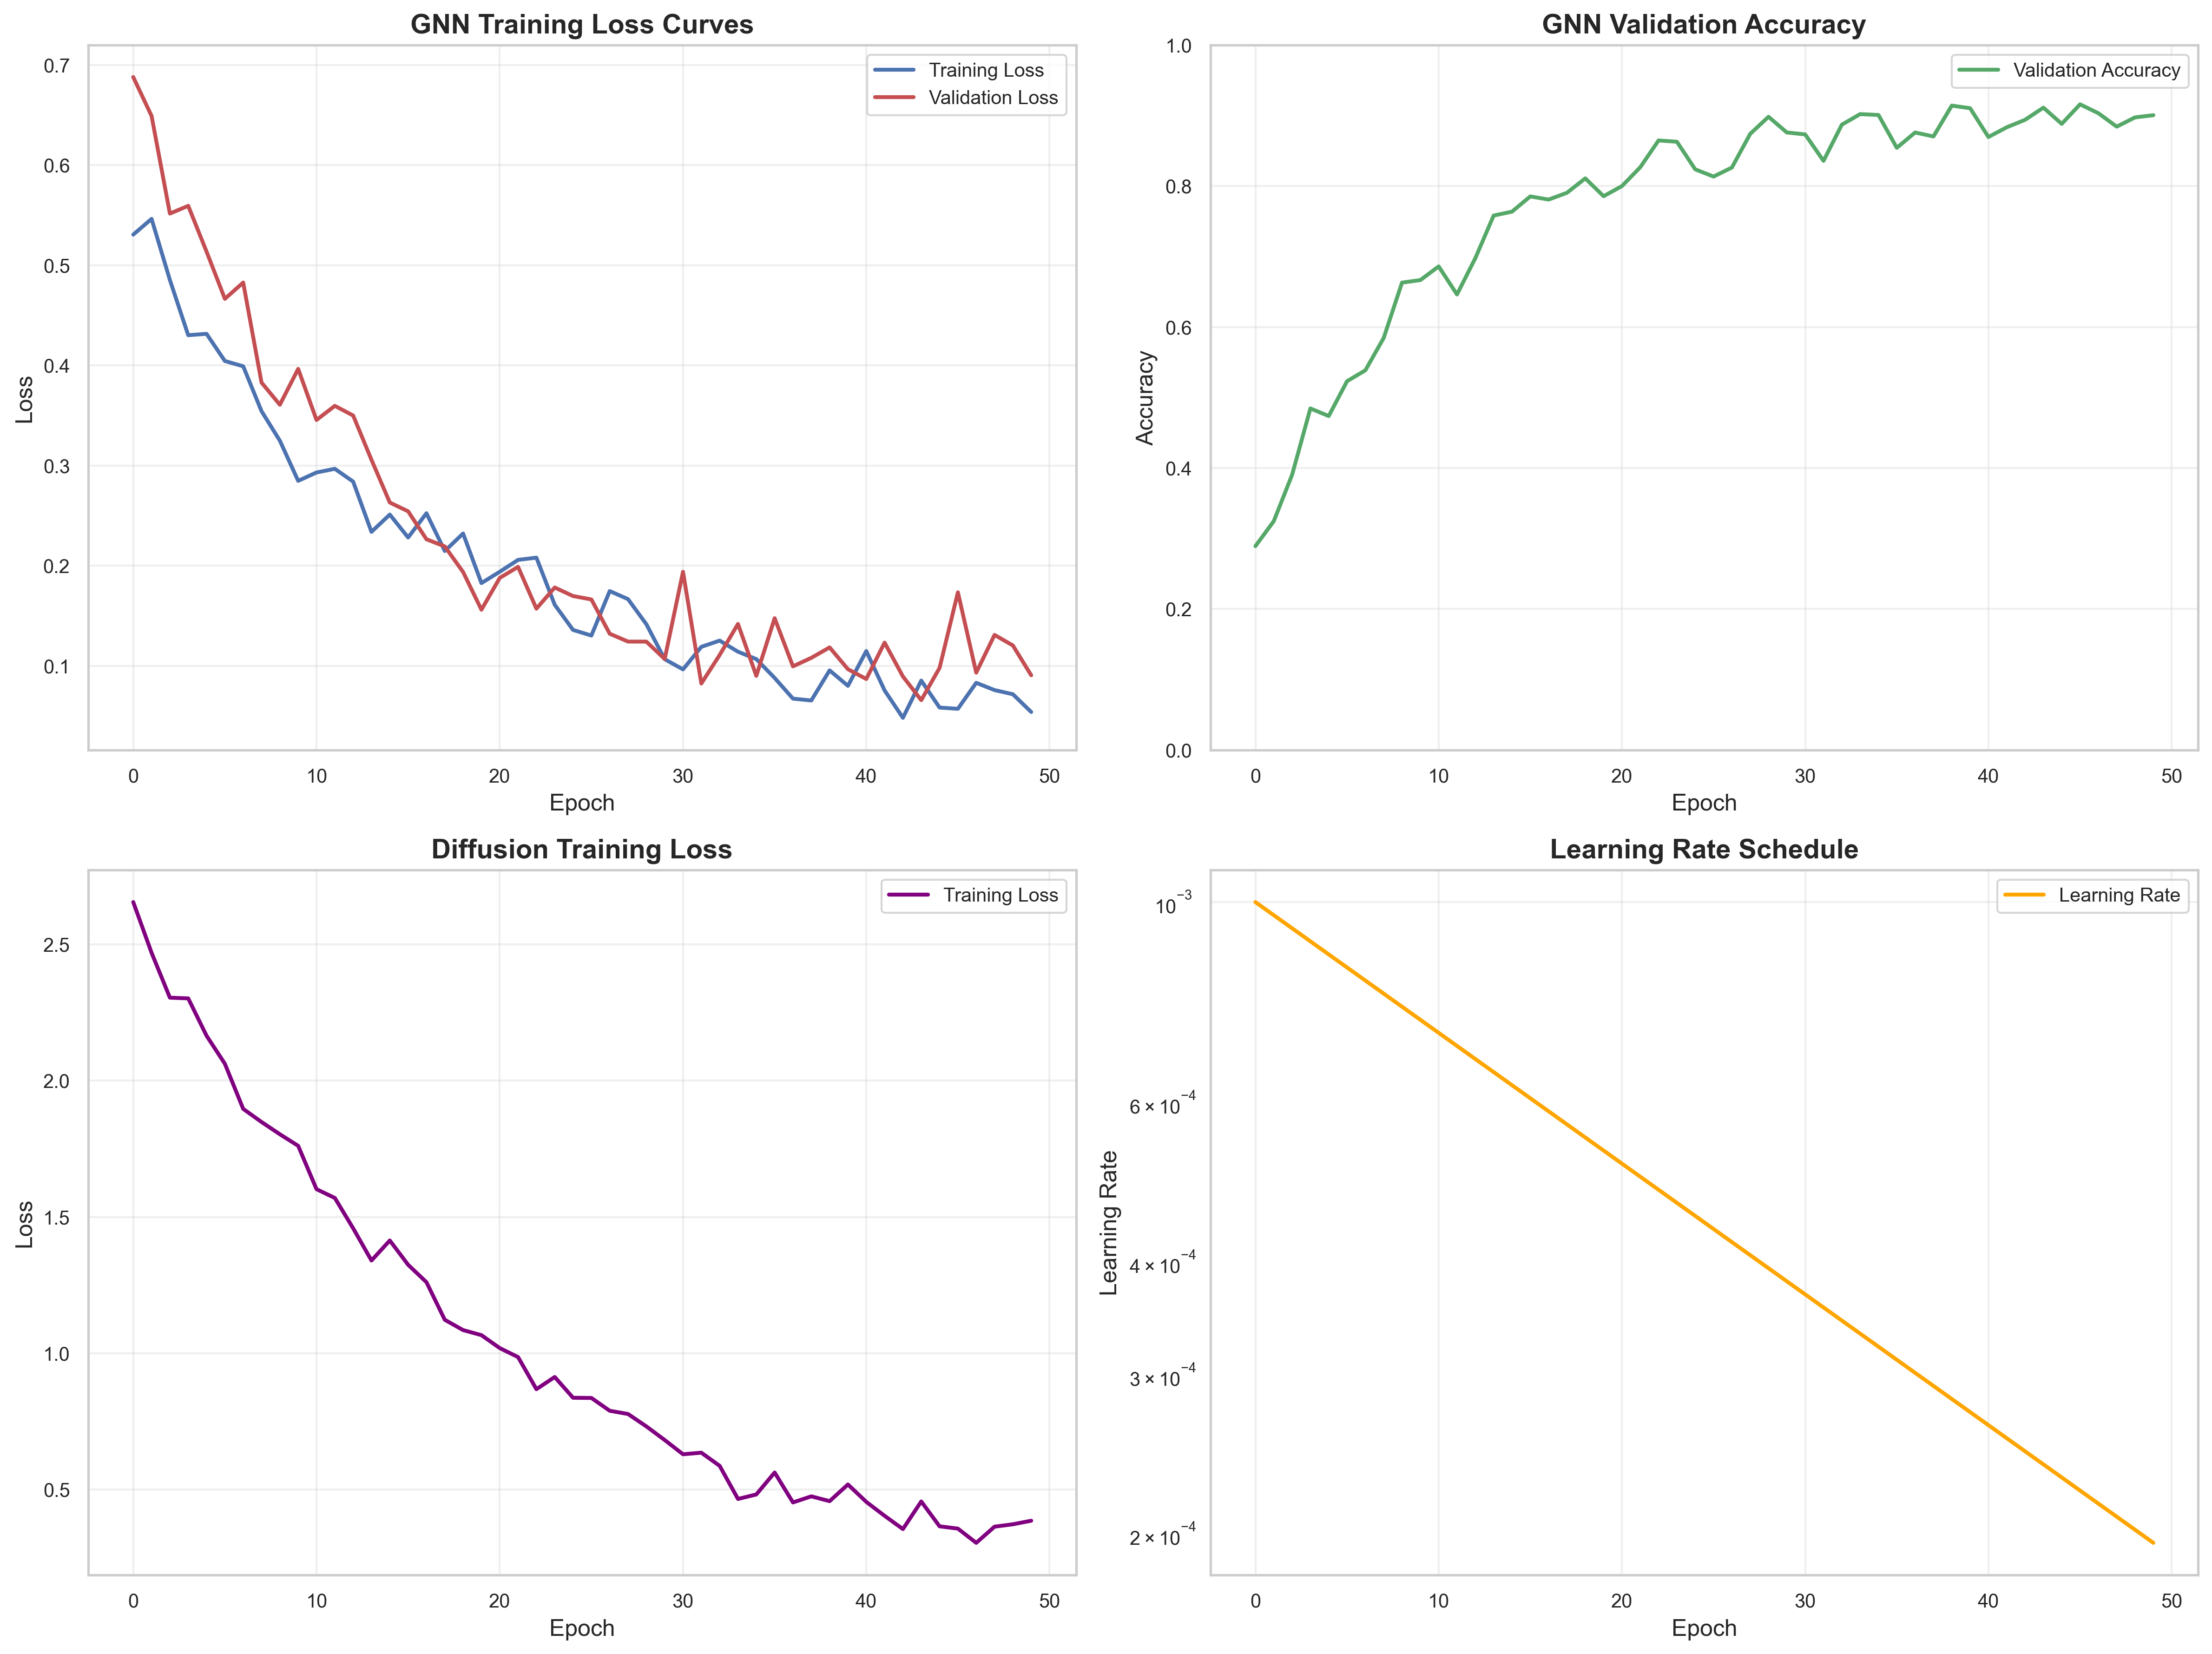 GNN Training Loss Curves
Training Loss
Validation Loss
0.7
0.6
0.5
0.4
0.3
0.2
0.1
Loss
0 10 20 30 40 50
Epoch
GNN Validation Accuracy
Validation Accuracy
1.0
0.8
0.6
0.4
0.2
0.0
Accuracy
0 10 20 30 40 50
Epoch
Diffusion Training Loss
Training Loss
2.5
2.0
1.5
1.0
0.5
Loss
0 10 20 30 40 50
Epoch
Learning Rate Schedule
Learning Rate
10⁻³
6 × 10⁻⁴
4 × 10⁻⁴
3 × 10⁻⁴
2 × 10⁻⁴
Learning Rate
0 10 20 30 40 50
Epoch